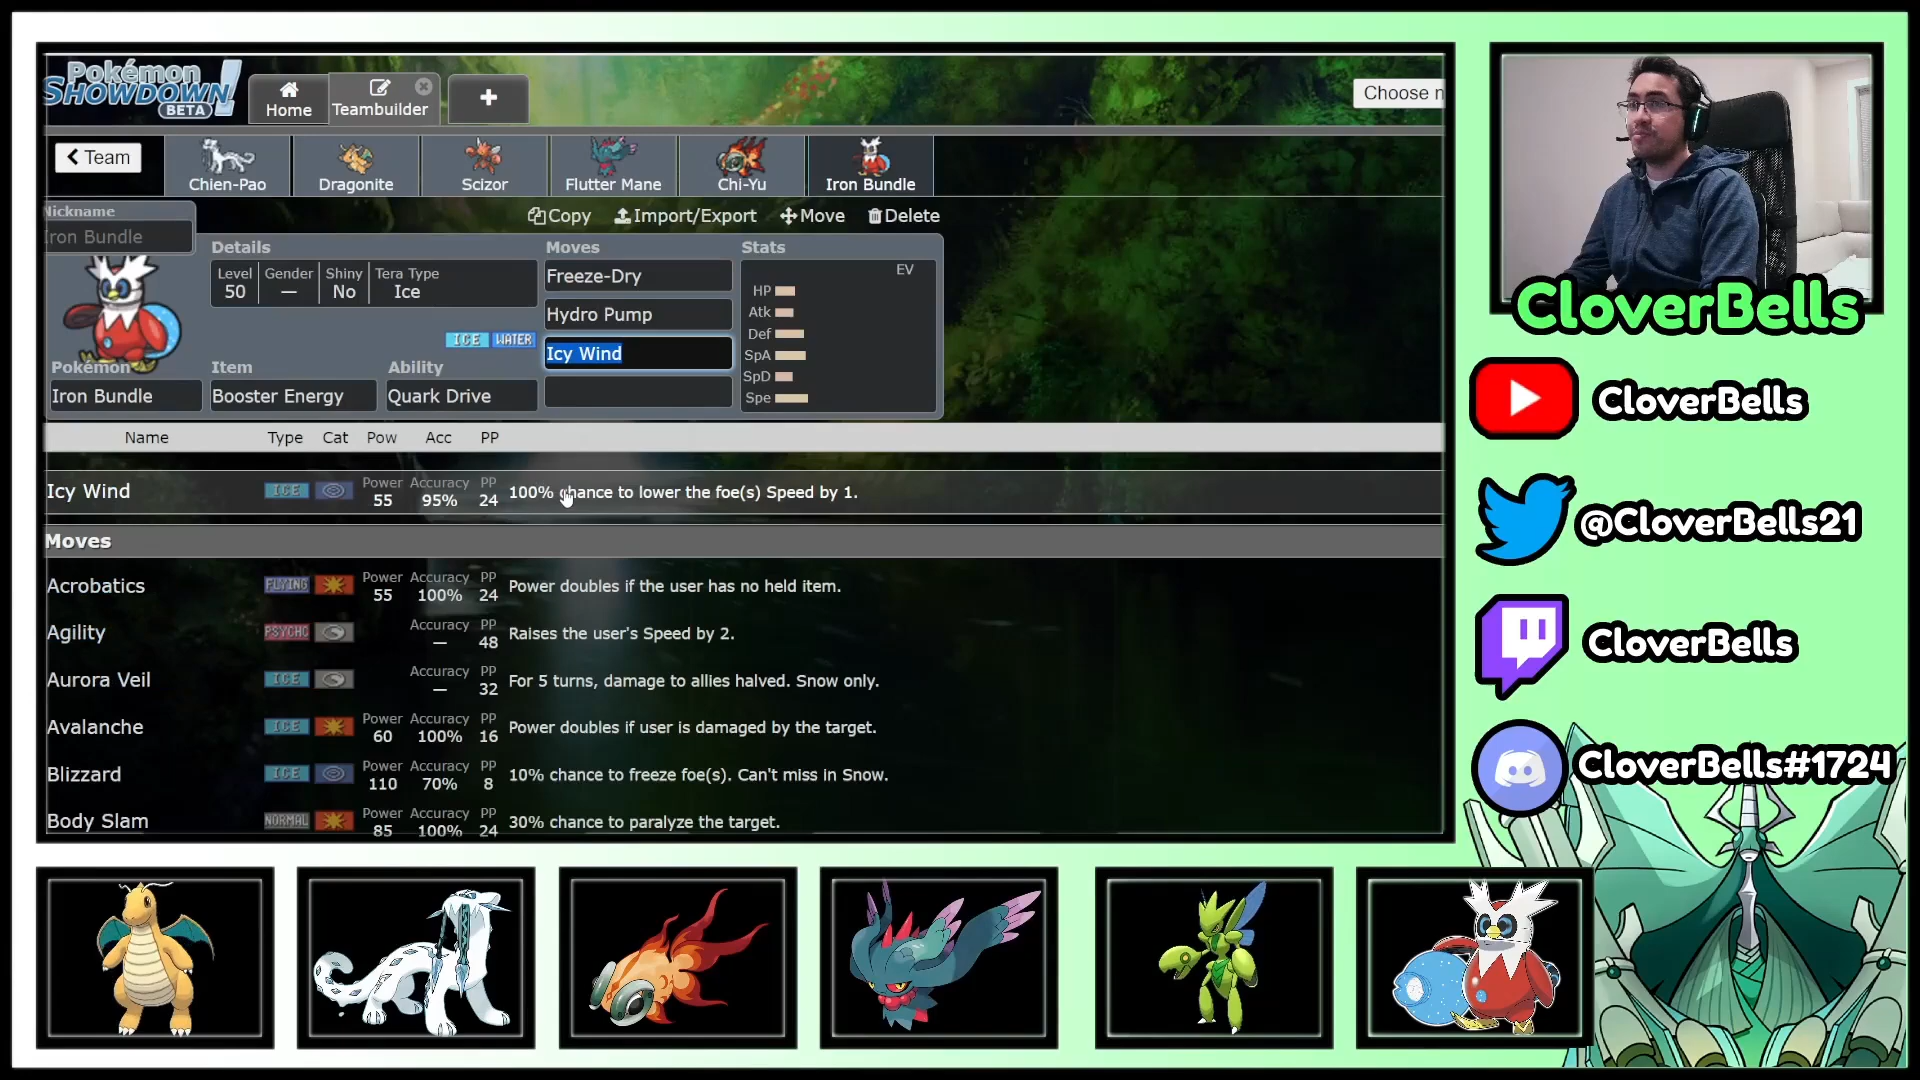 Pokémon
SHOWDOWN!
BETA
Home
Teambuilder
+
Choose n
Team
Chien-Pao
Dragonite
Scizor
Flutter Mane
Chi-Yu
Iron Bundle
Copy
Import/Export
Move
Delete
Nickname
Iron Bundle
Details
Moves
Stats
Level
Gender
Shiny
Tera Type
50
—
No
Ice
Freeze-Dry
Hydro Pump
Icy Wind
EV
HP
Atk
Def
SpA
SpD
Spe
ICE
WATER
Pokémon
Item
Ability
Iron Bundle
Booster Energy
Quark Drive
Name Type Cat Pow Acc PP
Icy Wind ICE Power 55 Accuracy 95% PP 24 100% chance to lower the foe(s) Speed by 1.
Moves
Acrobatics FLYING Power 55 Accuracy 100% PP 24 Power doubles if the user has no held item.
Agility PSYCHC Accuracy — PP 48 Raises the user's Speed by 2.
Aurora Veil ICE Accuracy — PP 32 For 5 turns, damage to allies halved. Snow only.
Avalanche ICE Power 60 Accuracy 100% PP 16 Power doubles if user is damaged by the target.
Blizzard ICE Power 110 Accuracy 70% PP 8 10% chance to freeze foe(s). Can't miss in Snow.
Body Slam NORMAL Power 85 Accuracy 100% PP 24 30% chance to paralyze the target.
CloverBells
CloverBells
@CloverBells21
CloverBells
CloverBells#1724